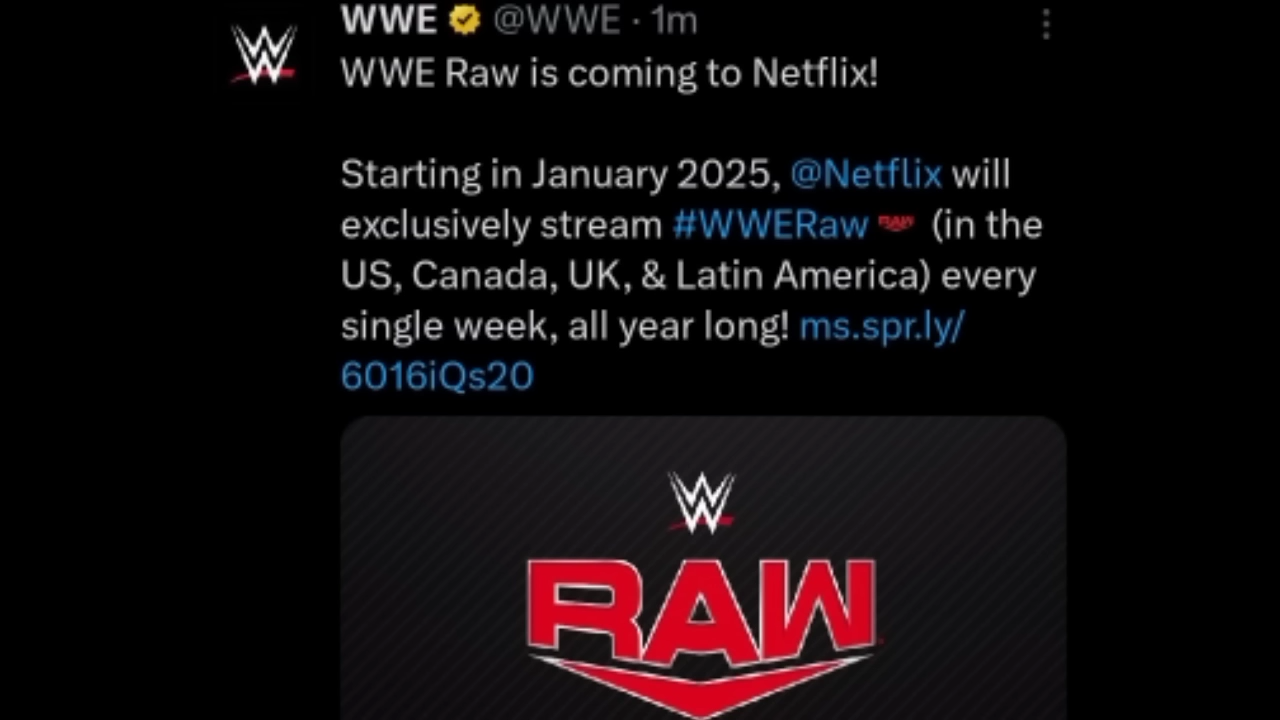 WWE @WWE · 1m
WWE Raw is coming to Netflix!
Starting in January 2025, @Netflix will
exclusively stream #WWERaw RAW (in the
US, Canada, UK, & Latin America) every
single week, all year long! ms.spr.ly/
6016iQs20
W
RAW